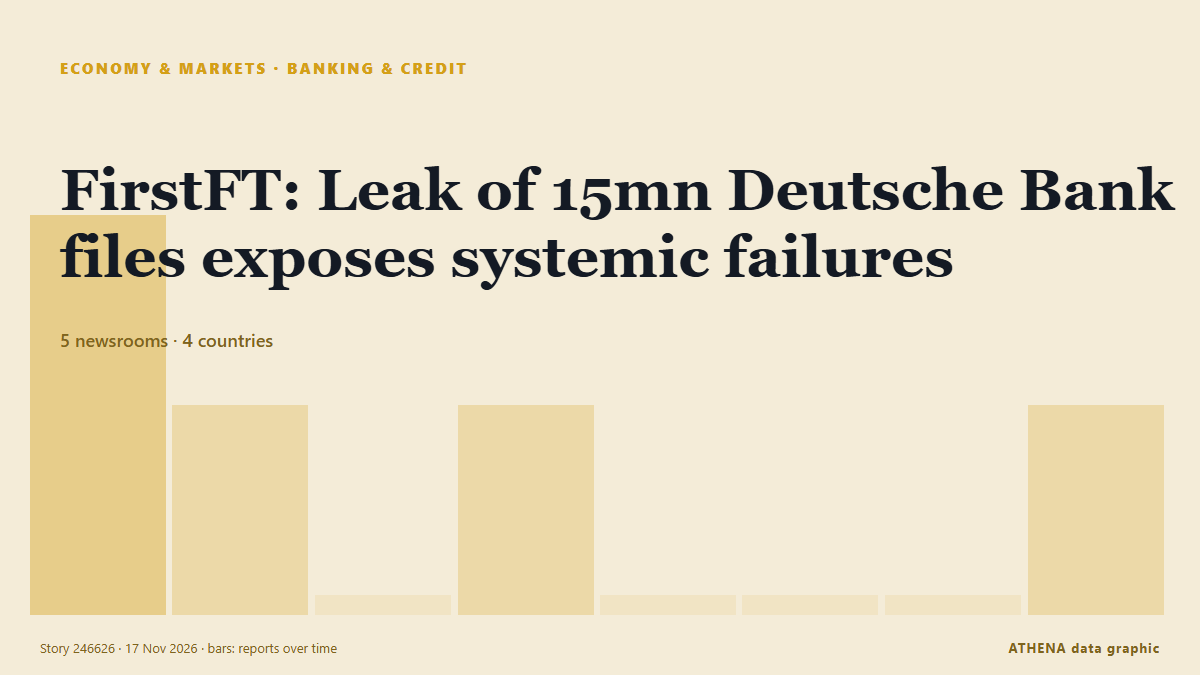 ECONOMY & MARKETS · BANKING & CREDIT
FirstFT: Leak of 15mn Deutsche Bank
files exposes systemic failures
5 newsrooms · 4 countries
Story 246626 · 17 Nov 2026 · bars: reports over time
ATHENA data graphic